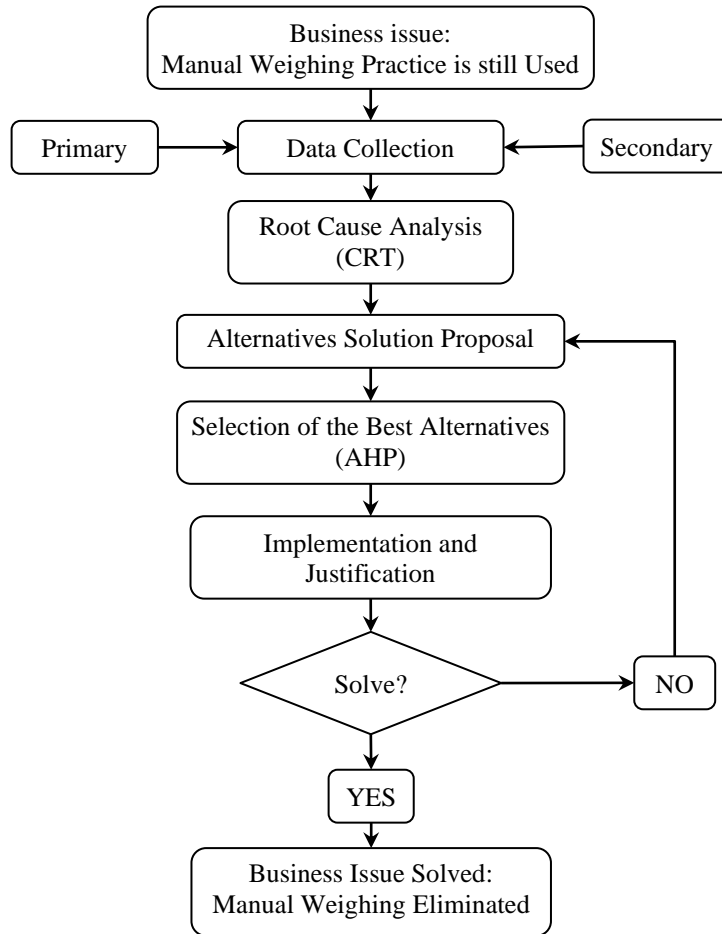 Business issue:
Manual Weighing Practice is still Used
Primary
Data Collection
Secondary
Root Cause Analysis
(CRT)
Alternatives Solution Proposal
Selection of the Best Alternatives
(AHP)
Implementation and
Justification
Solve?
NO
YES
Business Issue Solved:
Manual Weighing Eliminated